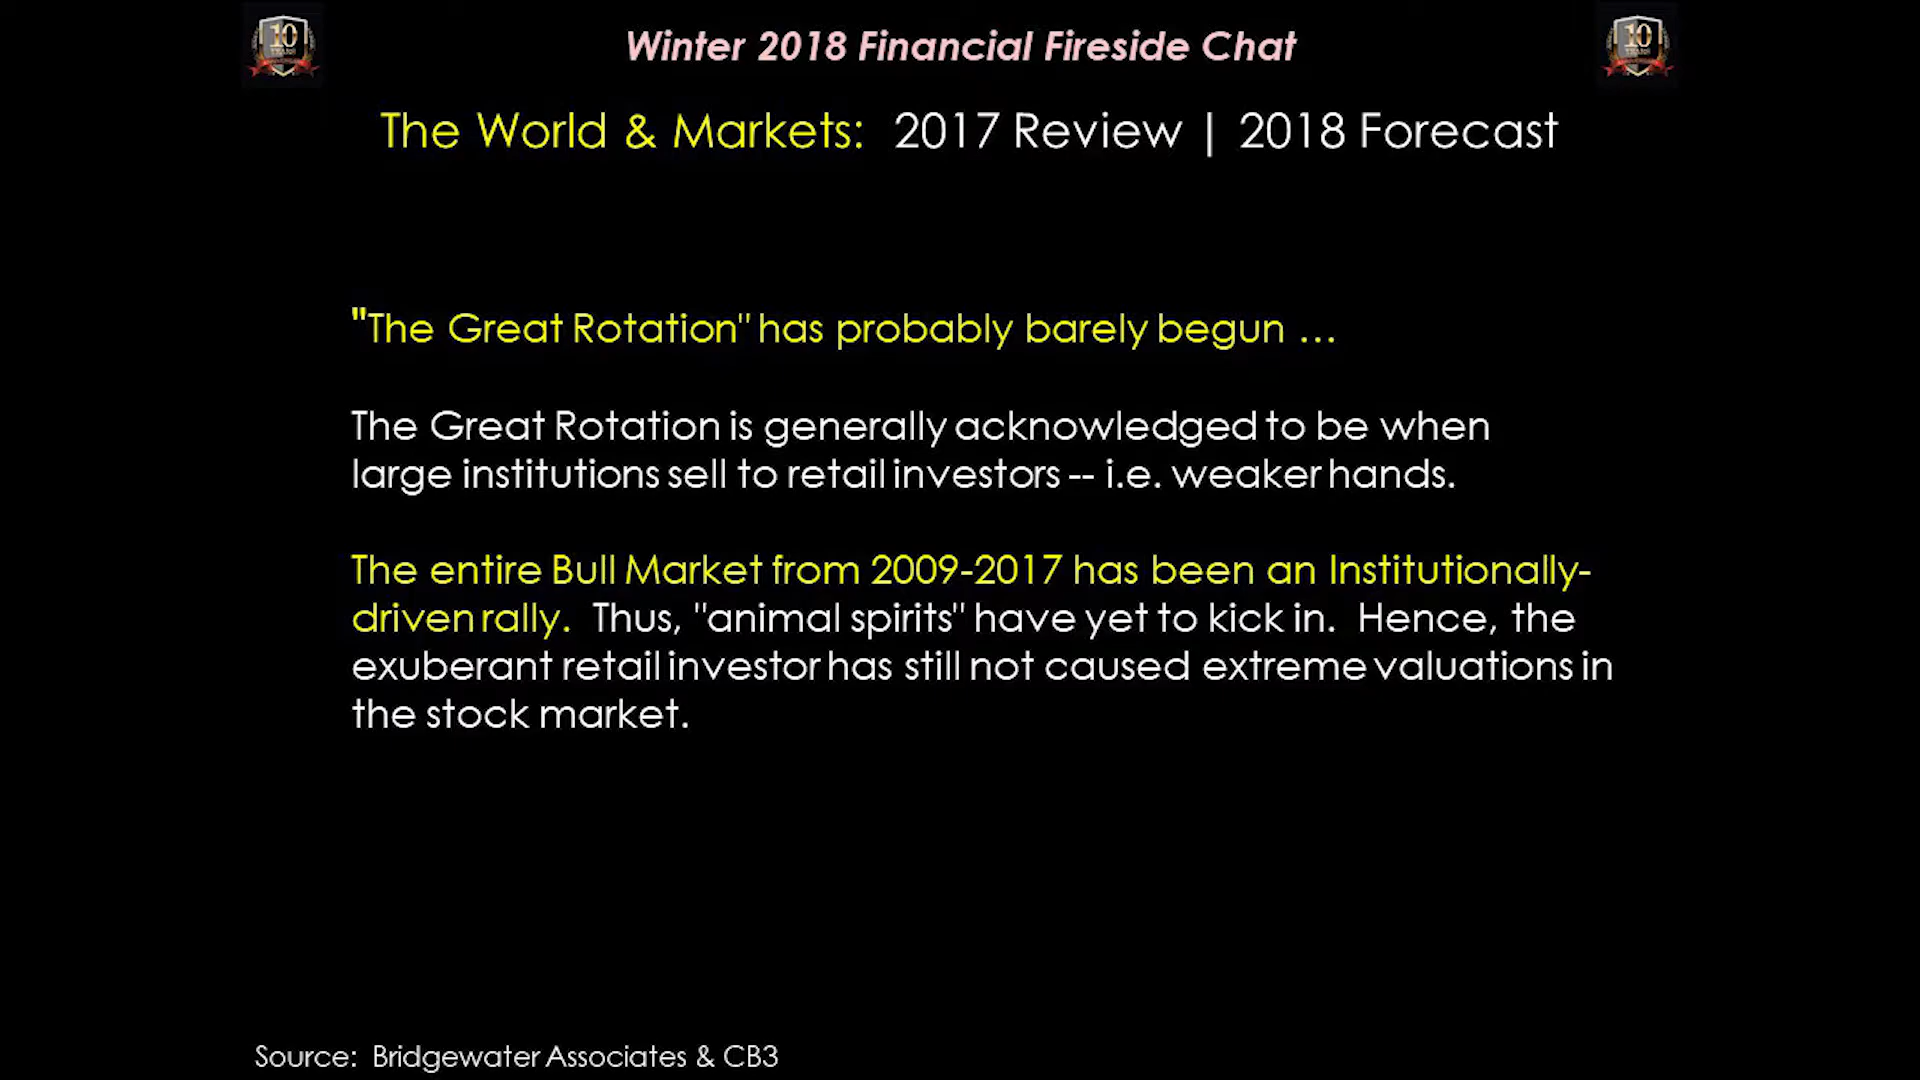 10
YEARS
Winter 2018 Financial Fireside Chat
10
YEARS
The World & Markets: 2017 Review | 2018 Forecast
"The Great Rotation" has probably barely begun ...
The Great Rotation is generally acknowledged to be when
large institutions sell to retail investors -- i.e. weaker hands.
The entire Bull Market from 2009-2017 has been an Institutionally-
driven rally. Thus, "animal spirits" have yet to kick in. Hence, the
exuberant retail investor has still not caused extreme valuations in
the stock market.
Source: Bridgewater Associates & CB3